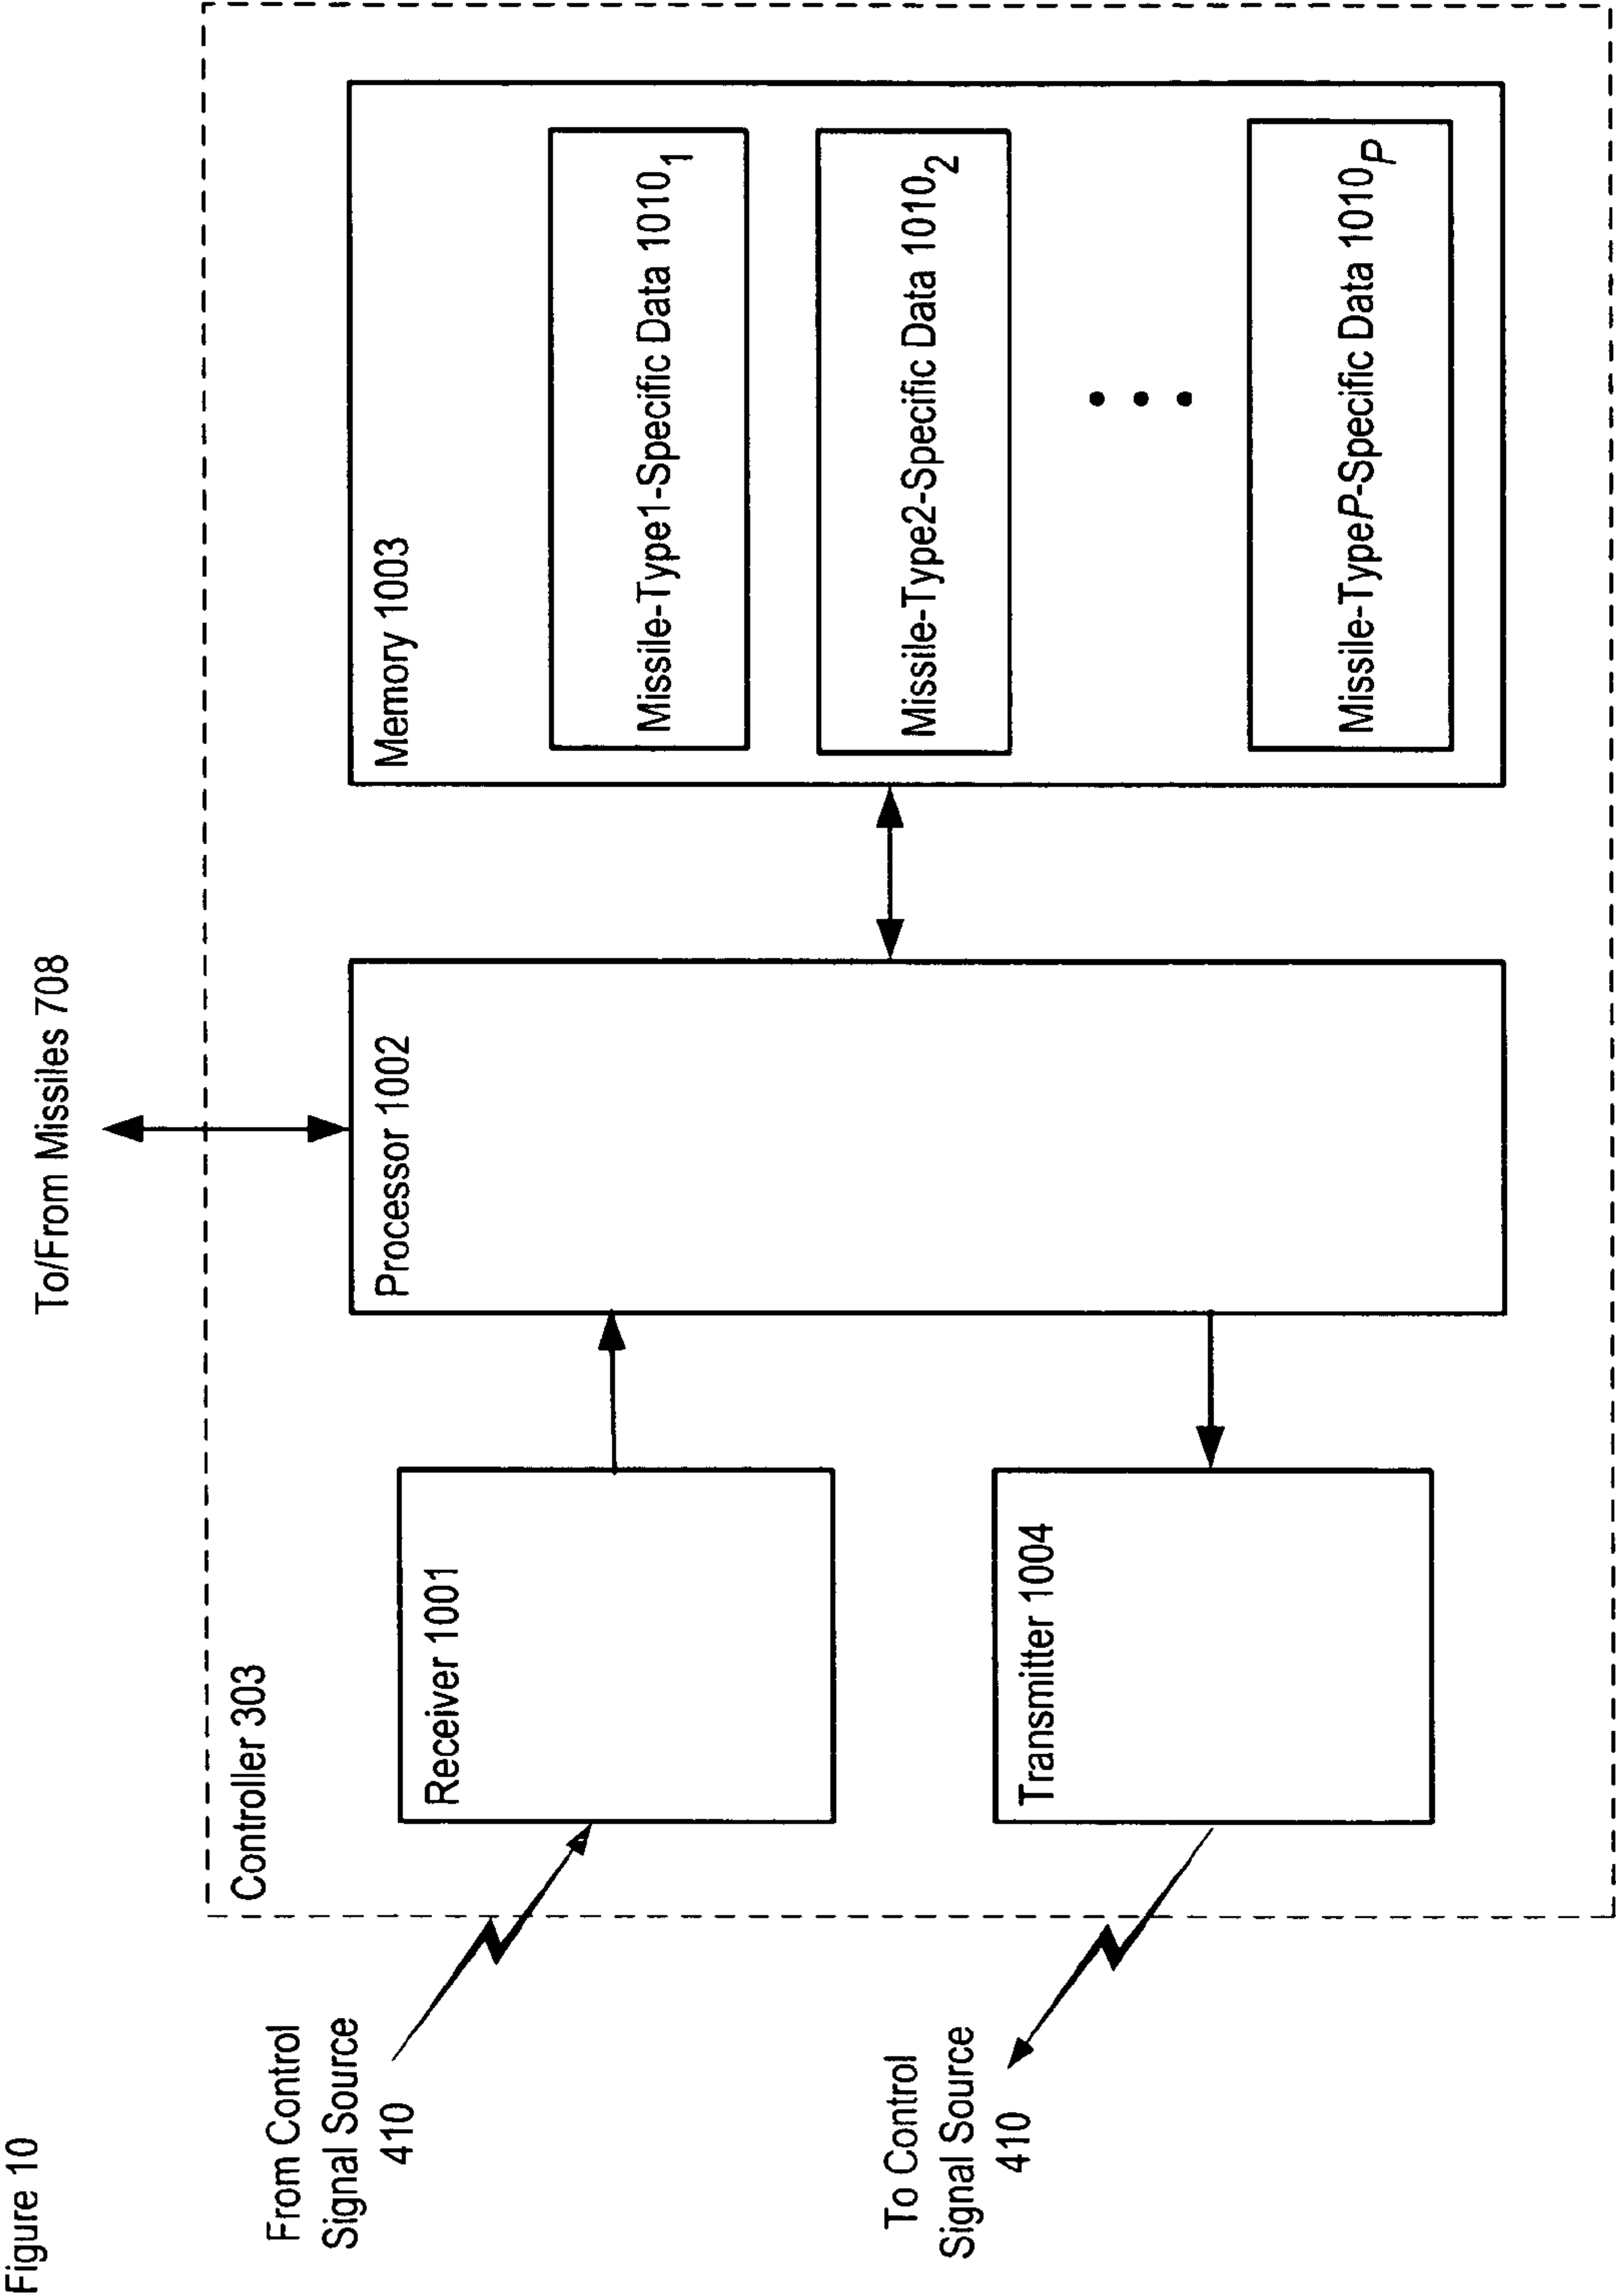 Figure 10
To/From Missiles 708
Controller 303
From Control
Signal Source
410
Receiver 1001
Processor 1002
Memory 1003
Missile-Type1-Specific Data 1010₁
Missile-Type2-Specific Data 1010₂
Missile-TypeP-Specific Data 1010P
To Control
Signal Source
410
Transmitter 1004